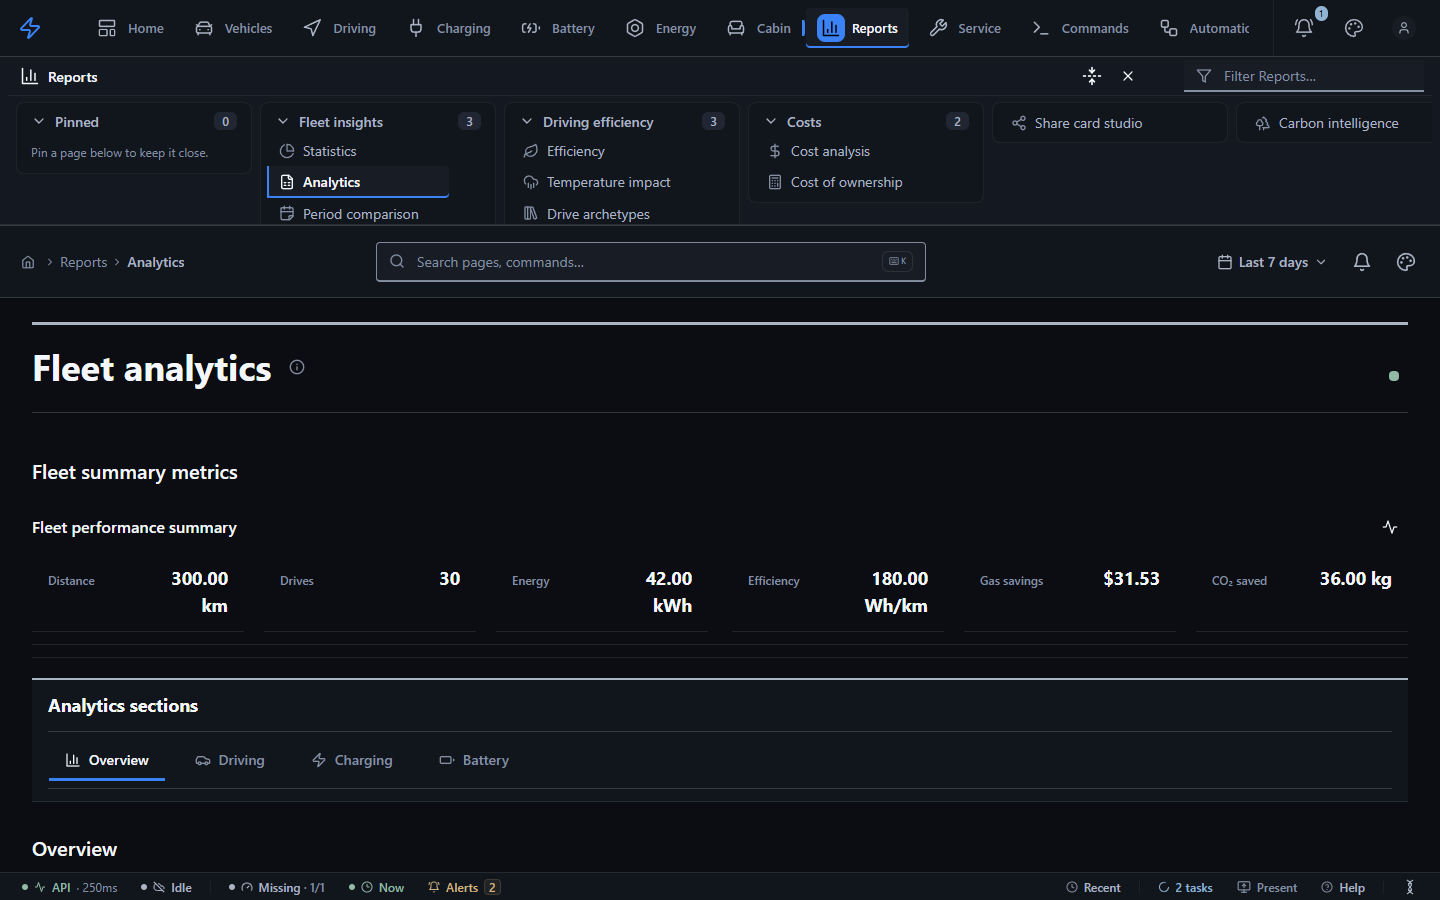 Home Vehicles Driving Charging Battery Energy Cabin Reports Service Commands Automatic 1
Reports Filter Reports...
Pinned 0
Pin a page below to keep it close.
Fleet insights 3
Statistics
Analytics
Period comparison
Driving efficiency 3
Efficiency
Temperature impact
Drive archetypes
Costs 2
Cost analysis
Cost of ownership
Share card studio
Carbon intelligence
Reports Analytics Search pages, commands... K Last 7 days
Fleet analytics
Fleet summary metrics
Fleet performance summary
Distance 300.00 km
Drives 30
Energy 42.00 kWh
Efficiency 180.00 Wh/km
Gas savings $31.53
CO₂ saved 36.00 kg
Analytics sections
Overview Driving Charging Battery
Overview
API · 250ms Idle Missing · 1/1 Now Alerts 2 Recent 2 tasks Present Help